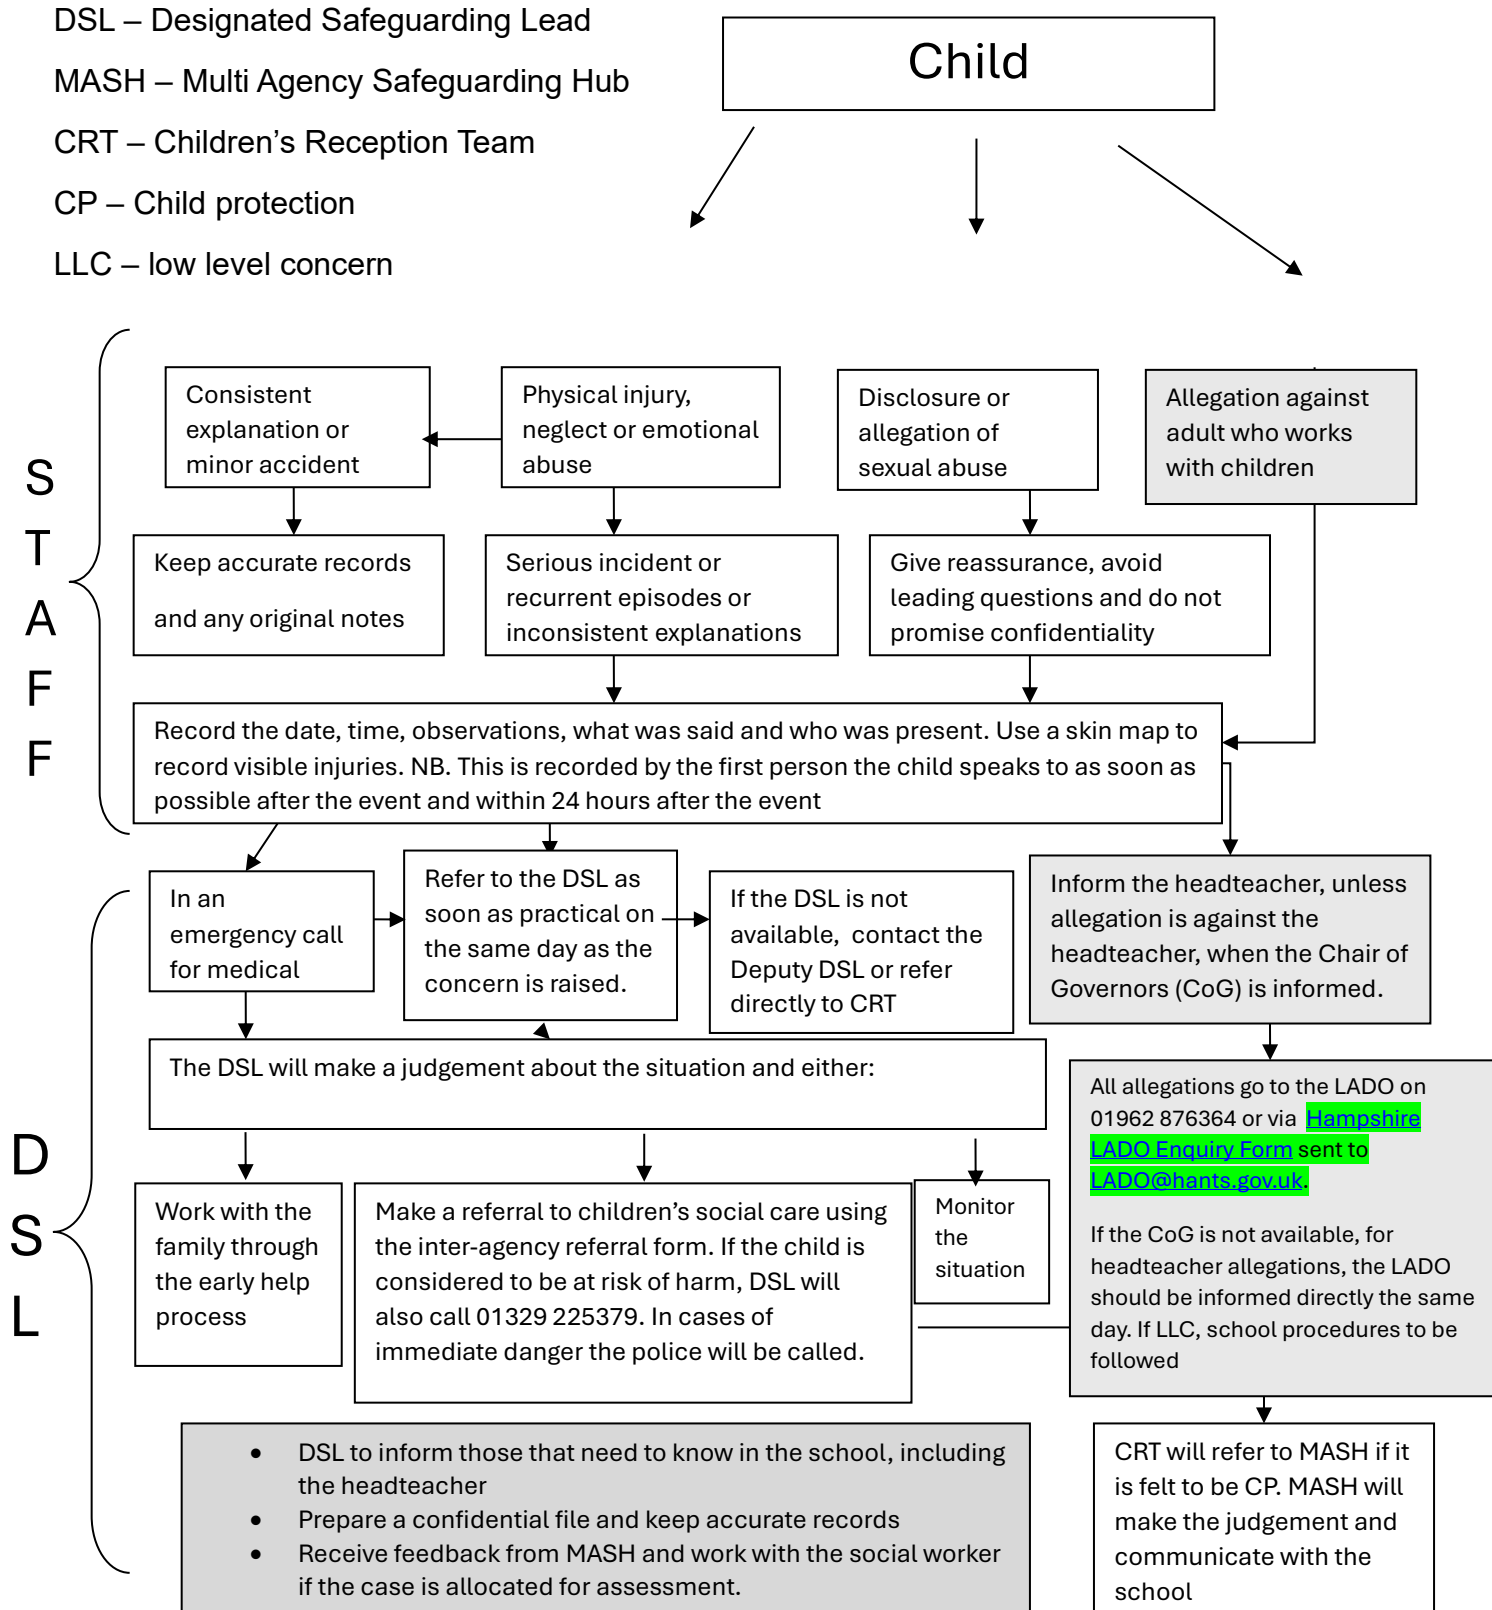 DSL – Designated Safeguarding Lead
MASH – Multi Agency Safeguarding Hub
CRT – Children’s Reception Team
CP – Child protection
LLC – low level concern
Child
S
T
A
F
F
Consistent
explanation or
minor accident
Physical injury,
neglect or emotional
abuse
Disclosure or
allegation of
sexual abuse
Allegation against
adult who works
with children
Keep accurate records
and any original notes
Serious incident or
recurrent episodes or
inconsistent explanations
Give reassurance, avoid
leading questions and do not
promise confidentiality
Record the date, time, observations, what was said and who was present. Use a skin map to
record visible injuries. NB. This is recorded by the first person the child speaks to as soon as
possible after the event and within 24 hours after the event
D
S
L
In an
emergency call
for medical
Refer to the DSL as
soon as practical on
the same day as the
concern is raised.
If the DSL is not
available,  contact the
Deputy DSL or refer
directly to CRT
Inform the headteacher, unless
allegation is against the
headteacher, when the Chair of
Governors (CoG) is informed.
The DSL will make a judgement about the situation and either:
All allegations go to the LADO on
01962 876364 or via  Hampshire
LADO Enquiry Form sent to
LADO@hants.gov.uk.
If the CoG is not available, for
headteacher allegations, the LADO
should be informed directly the same
day. If LLC, school procedures to be
followed
Work with the
family through
the early help
process
Make a referral to children’s social care using
the inter-agency referral form. If the child is
considered to be at risk of harm, DSL will
also call 01329 225379. In cases of
immediate danger the police will be called.
Monitor
the
situation
• DSL to inform those that need to know in the school, including
the headteacher
• Prepare a confidential file and keep accurate records
• Receive feedback from MASH and work with the social worker
if the case is allocated for assessment.
CRT will refer to MASH if it
is felt to be CP. MASH will
make the judgement and
communicate with the
school